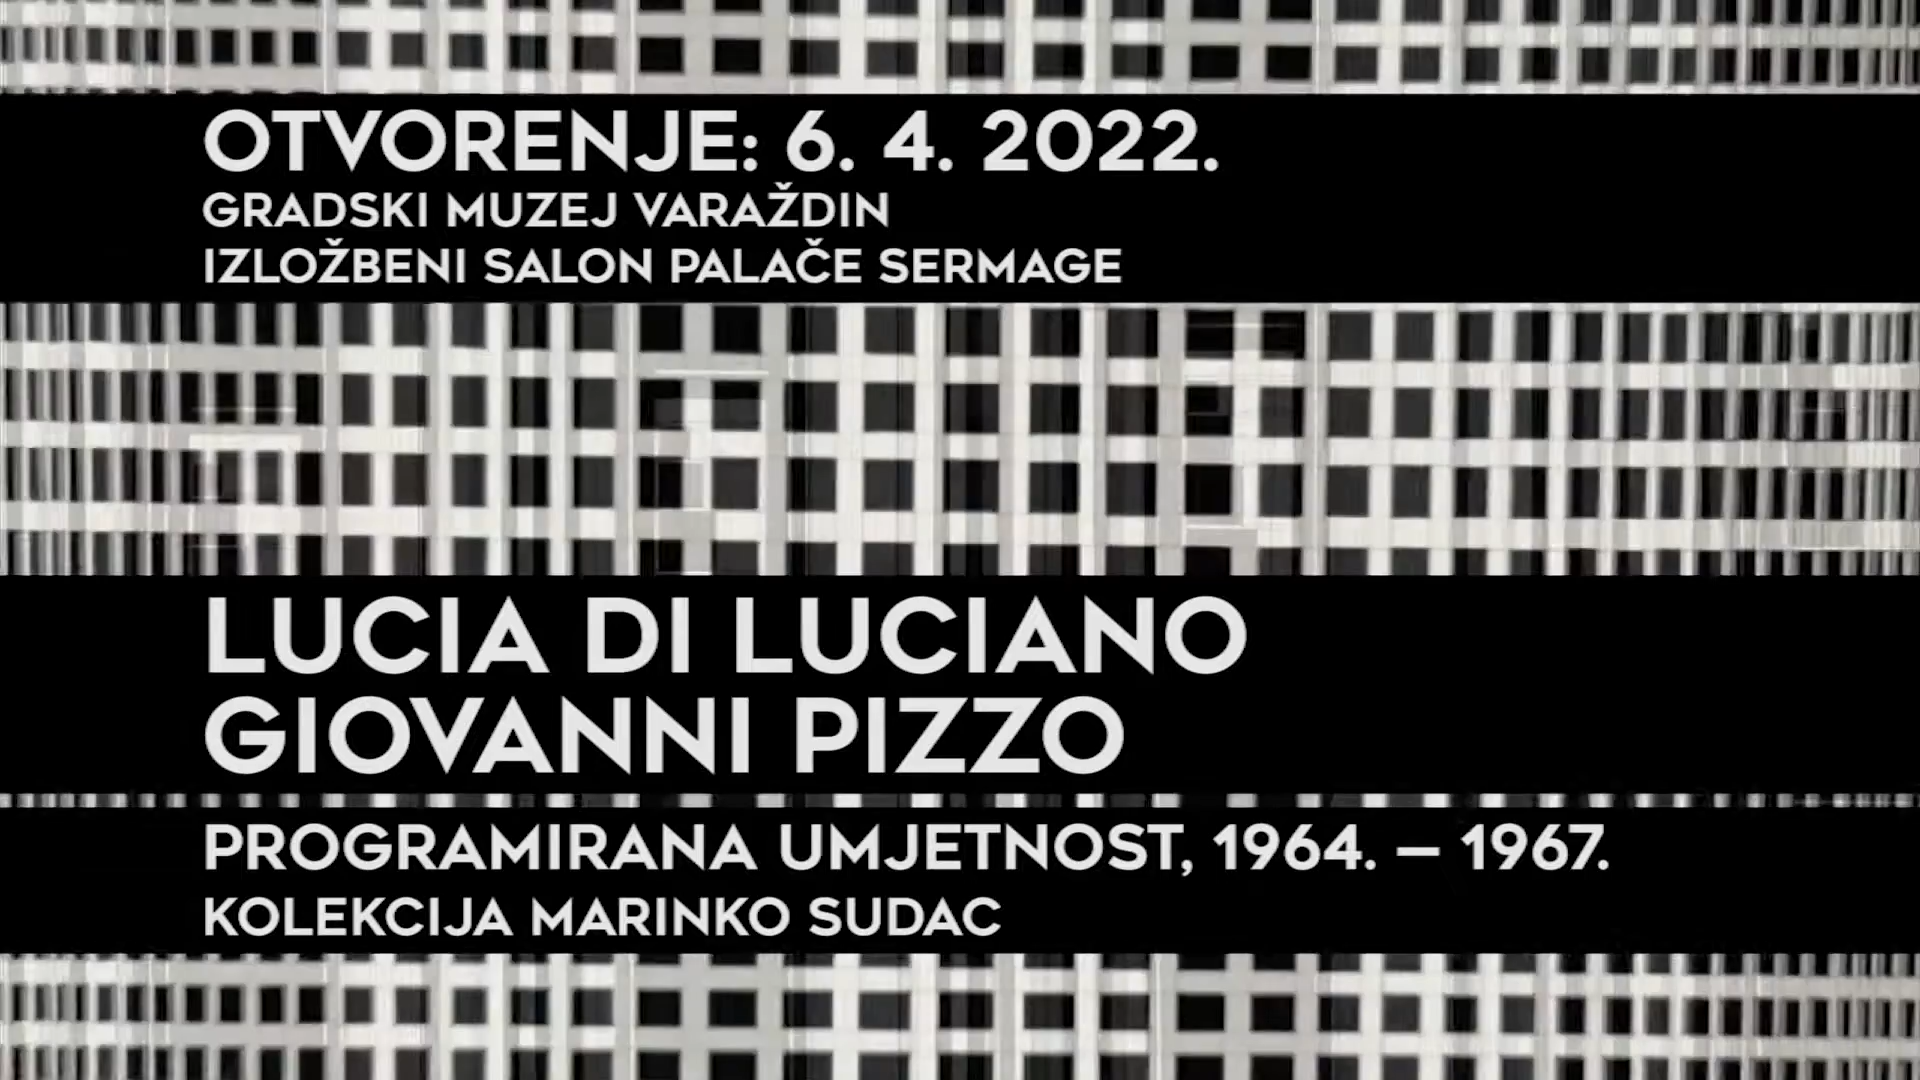 OTVORENJE: 6. 4. 2022.
GRADSKI MUZEJ VARAŽDIN
IZLOŽBENI SALON PALAČE SERMAGE
LUCIA DI LUCIANO
GIOVANNI PIZZO
PROGRAMIRANA UMJETNOST, 1964. – 1967.
KOLEKCIJA MARINKO SUDAC